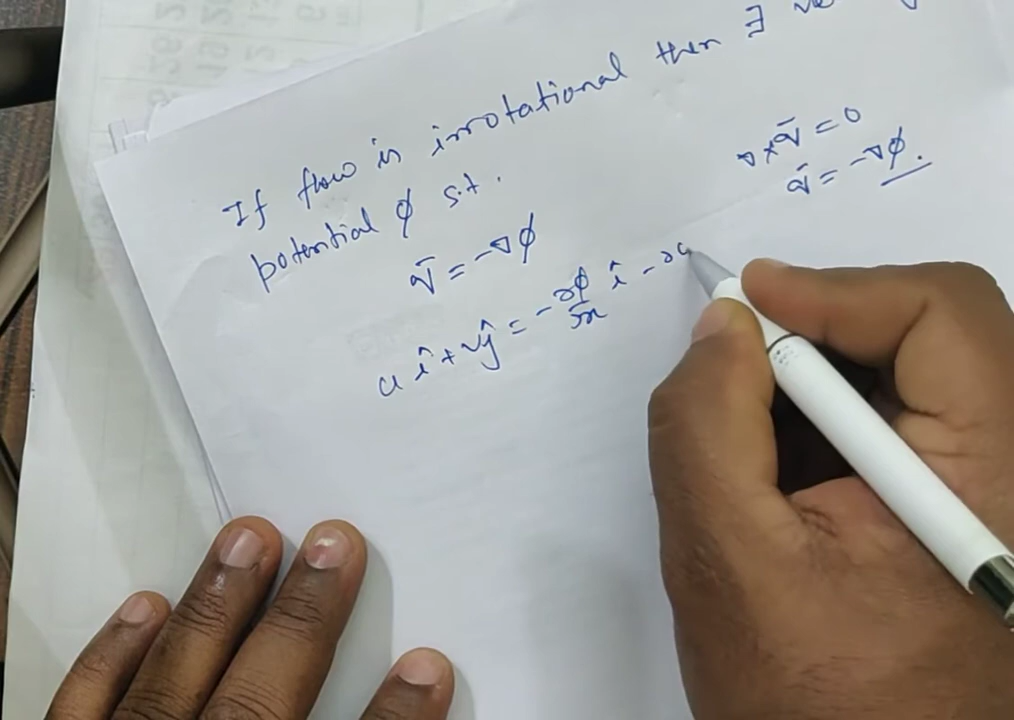 If flow is irrotational then ∃
potential ϕ s.t.
q̄ = -∇ϕ
u î + v ĵ = - ∂ϕ/∂x î - ∂
∇ × q̄ = 0
q̄ = -∇ϕ.